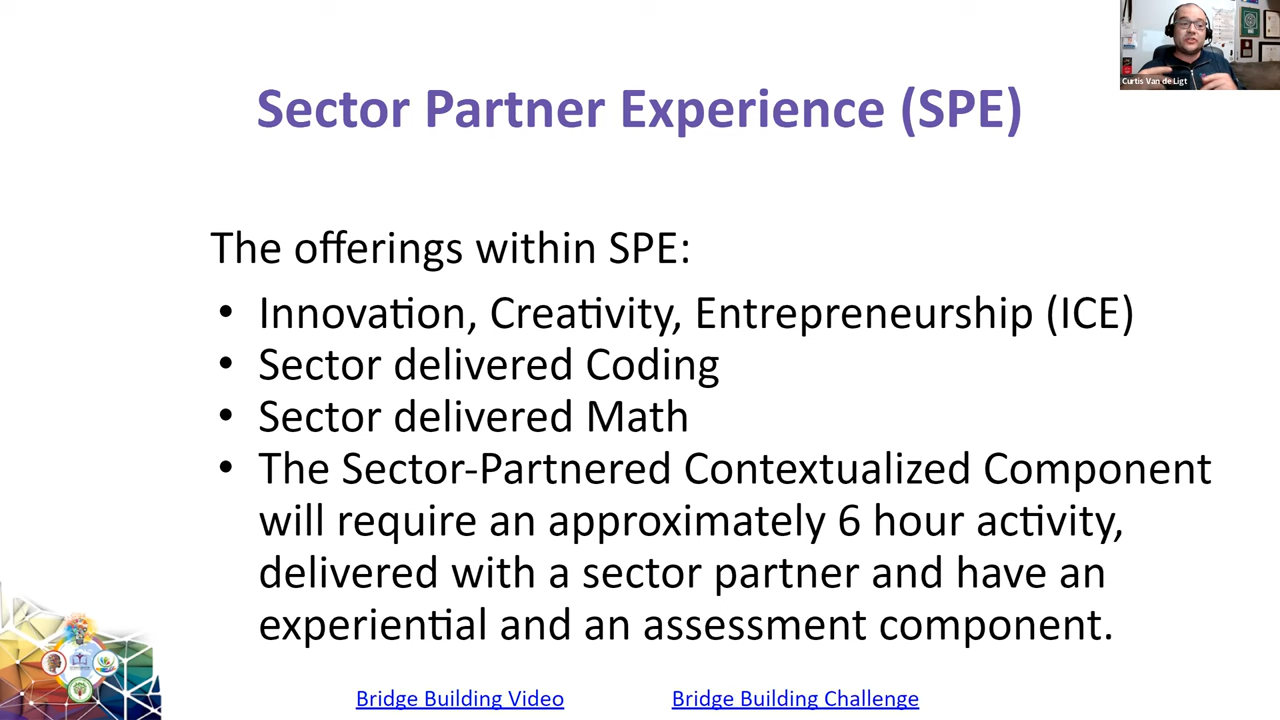 Curtis Van de Ligt
Sector Partner Experience (SPE)
The offerings within SPE:
• Innovation, Creativity, Entrepreneurship (ICE)
• Sector delivered Coding
• Sector delivered Math
• The Sector-Partnered Contextualized Component
will require an approximately 6 hour activity,
delivered with a sector partner and have an
experiential and an assessment component.
Bridge Building Video
Bridge Building Challenge